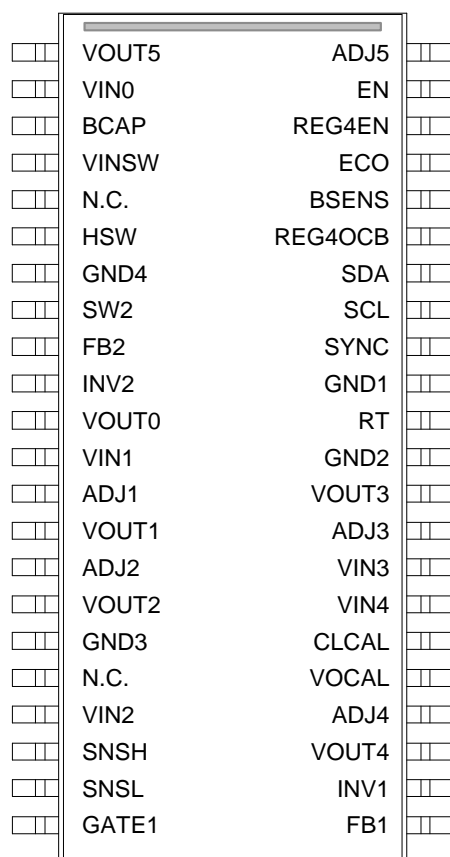 VOUT5 ADJ5
VIN0 EN
BCAP REG4EN
VINSW ECO
N.C. BSENS
HSW REG4OCB
GND4 SDA
SW2 SCL
FB2 SYNC
INV2 GND1
VOUT0 RT
VIN1 GND2
ADJ1 VOUT3
VOUT1 ADJ3
ADJ2 VIN3
VOUT2 VIN4
GND3 CLCAL
N.C. VOCAL
VIN2 ADJ4
SNSH VOUT4
SNSL INV1
GATE1 FB1